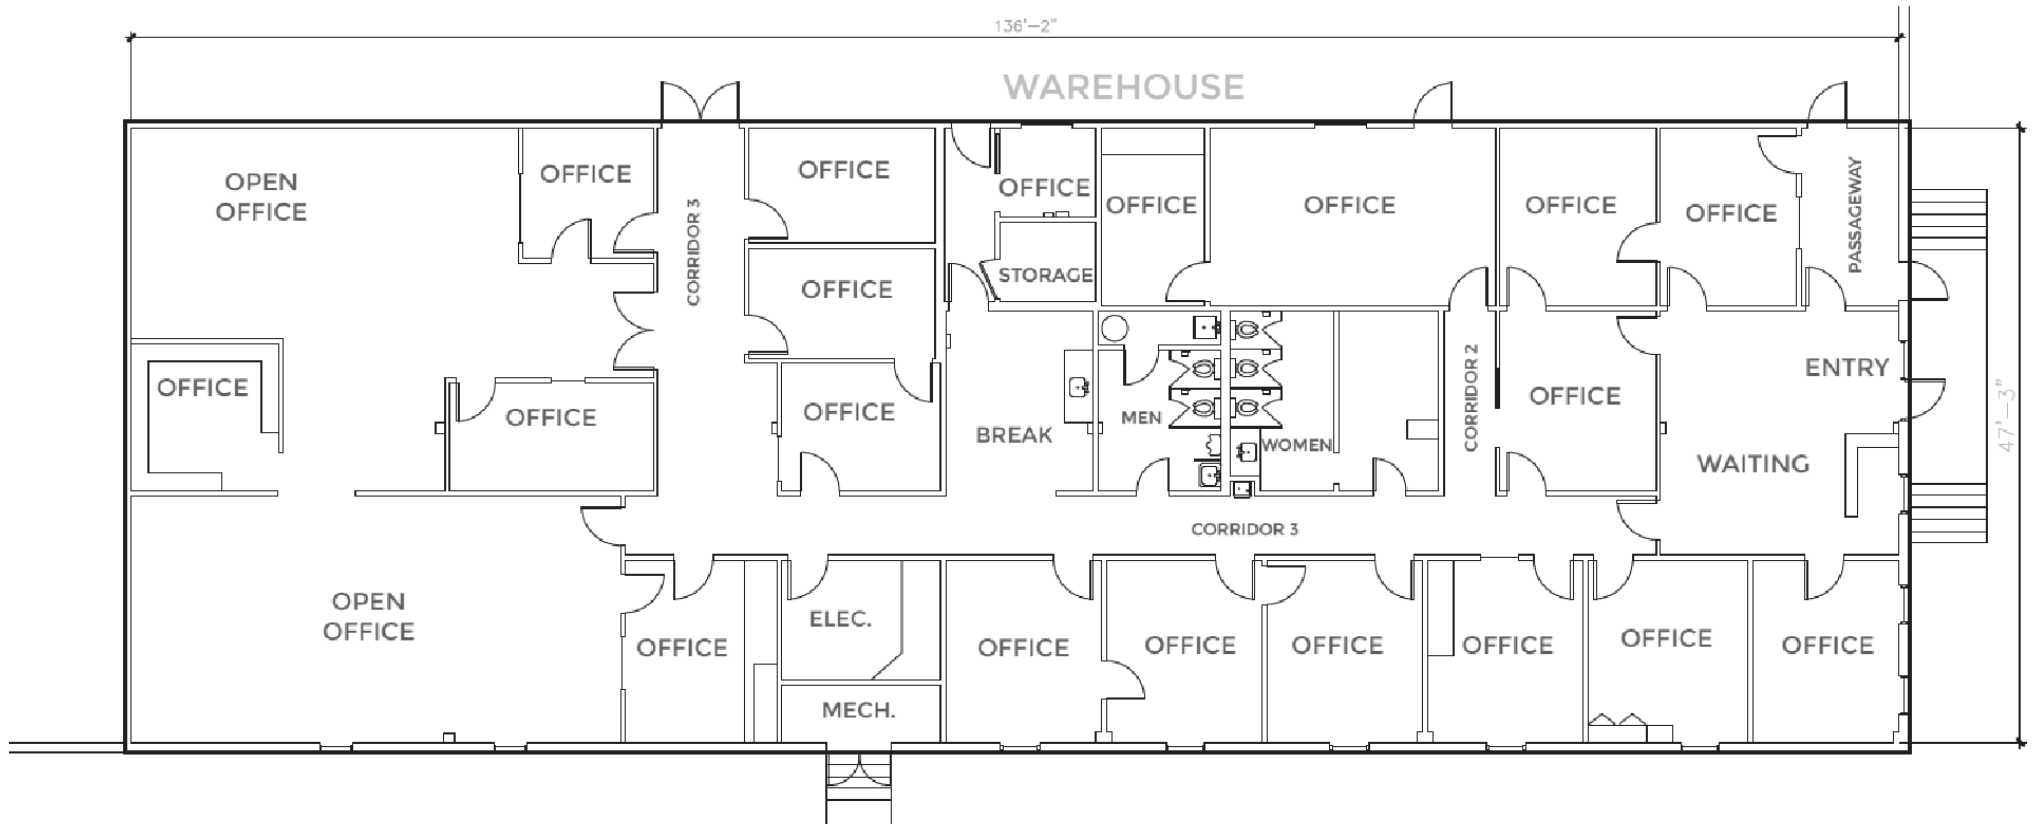 136'-2"
WAREHOUSE
OPEN
OFFICE
OFFICE
CORRIDOR 3
OFFICE
OFFICE
OFFICE
OFFICE
OFFICE
OFFICE
PASSAGEWAY
STORAGE
OFFICE
OFFICE
OFFICE
OFFICE
BREAK
MEN
WOMEN
CORRIDOR 2
OFFICE
ENTRY
WAITING
47'-3"
CORRIDOR 3
OPEN
OFFICE
OFFICE
ELEC.
MECH.
OFFICE
OFFICE
OFFICE
OFFICE
OFFICE
OFFICE